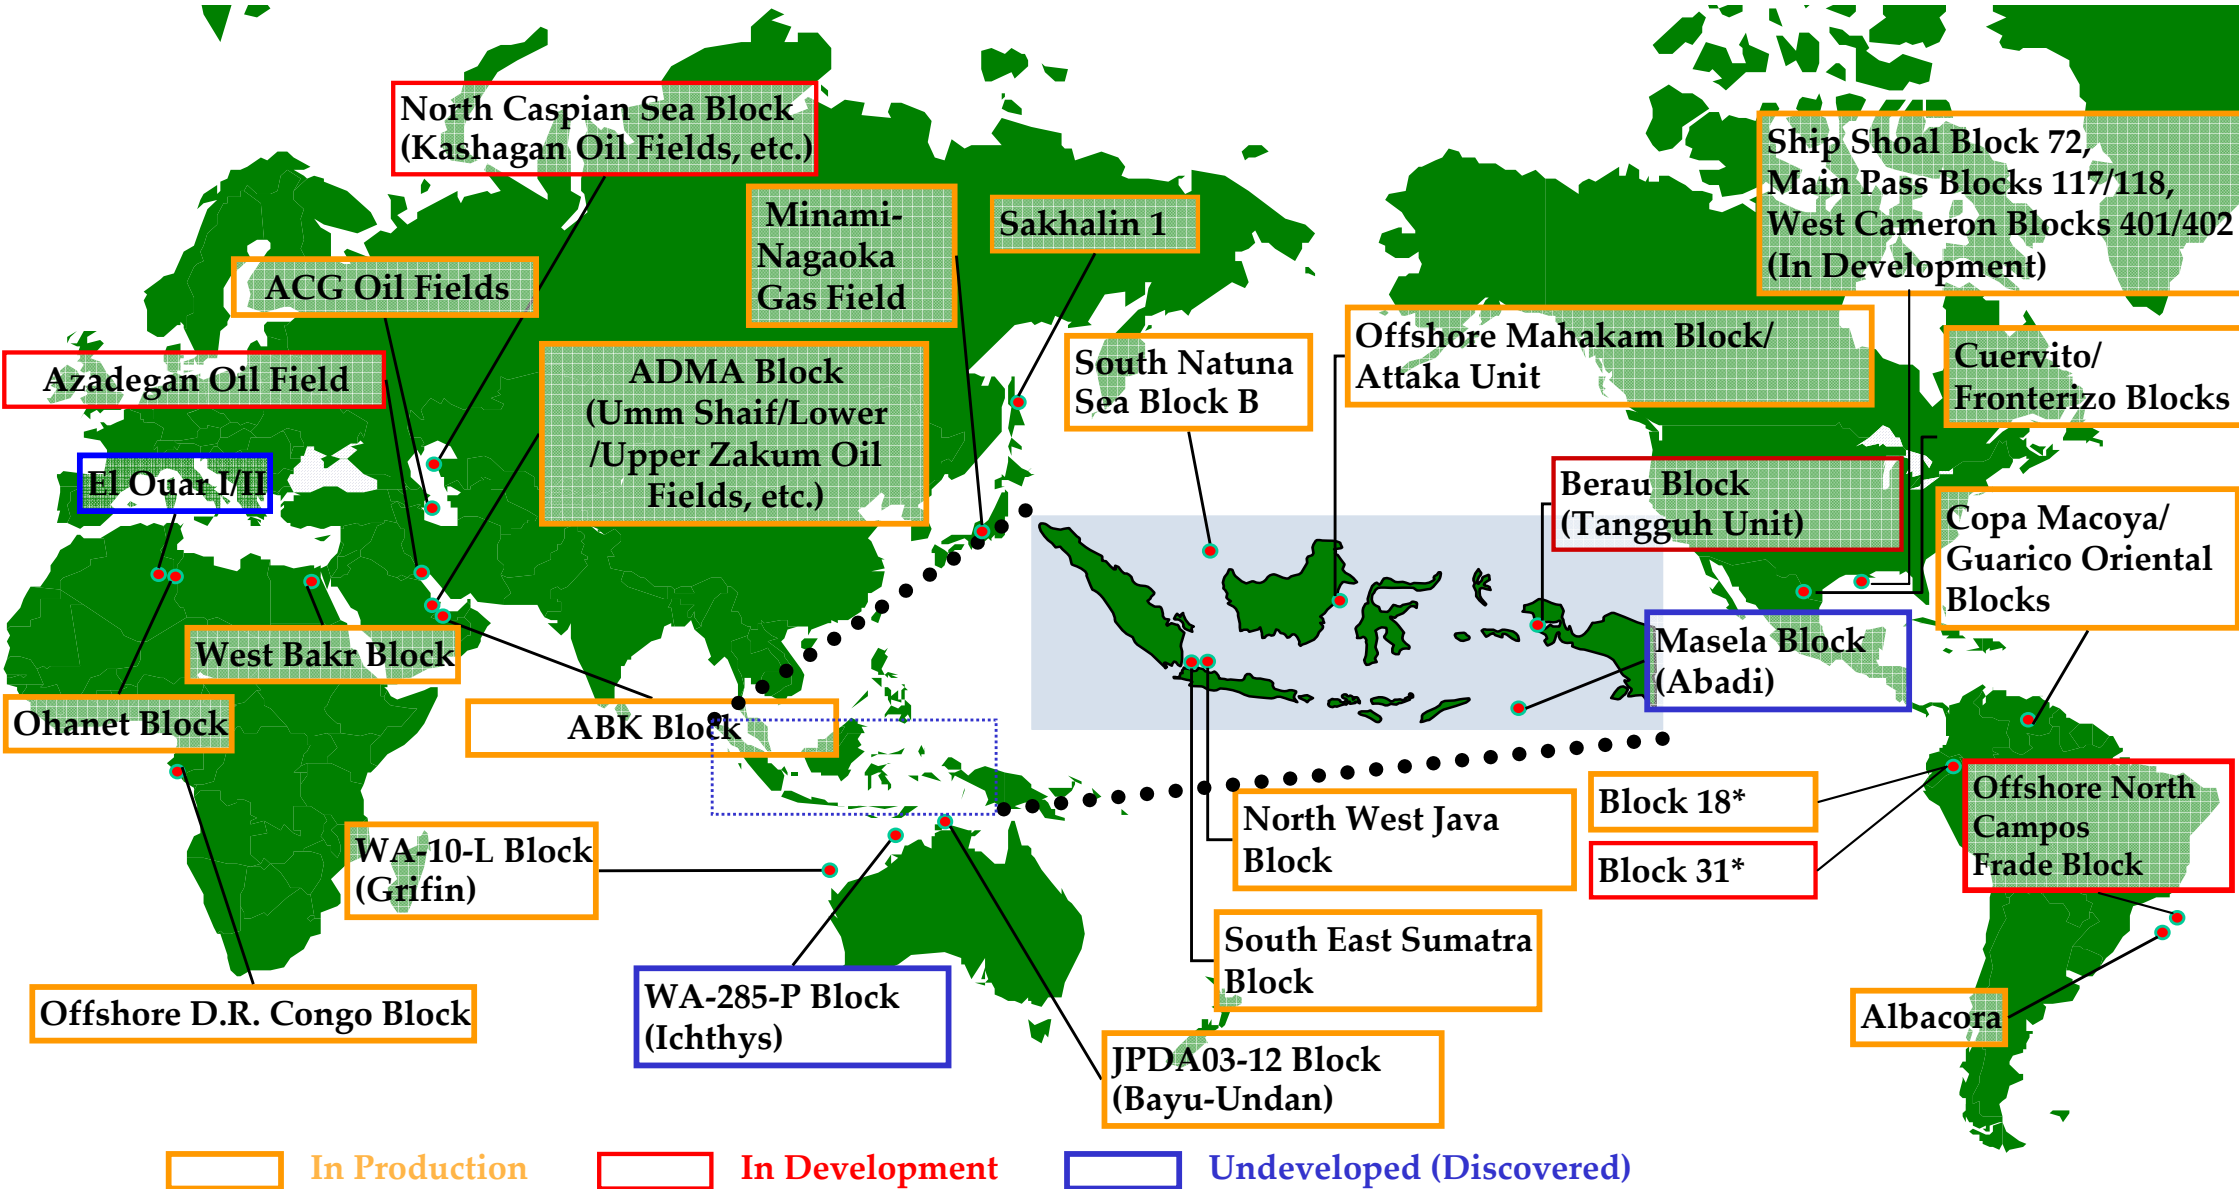 North Caspian Sea Block
(Kashagan Oil Fields, etc.)
Ship Shoal Block 72,
Main Pass Blocks 117/118,
West Cameron Blocks 401/402
(In Development)
Minami-
Nagaoka
Gas Field
Sakhalin 1
ACG Oil Fields
Offshore Mahakam Block/
Attaka Unit
South Natuna
Sea Block B
Cuervito/
Fronterizo Blocks
Azadegan Oil Field
ADMA Block
(Umm Shaif/Lower
/Upper Zakum Oil
Fields, etc.)
El Ouar I/II
Berau Block
(Tangguh Unit)
Copa Macoya/
Guarico Oriental
Blocks
West Bakr Block
Masela Block
(Abadi)
Ohanet Block
ABK Block
Block 18*
Offshore North
Campos
Frade Block
North West Java
Block
WA-10-L Block
(Grifin)
Block 31*
South East Sumatra
Block
WA-285-P Block
(Ichthys)
Offshore D.R. Congo Block
Albacora
JPDA03-12 Block
(Bayu-Undan)
In Production
In Development
Undeveloped (Discovered)